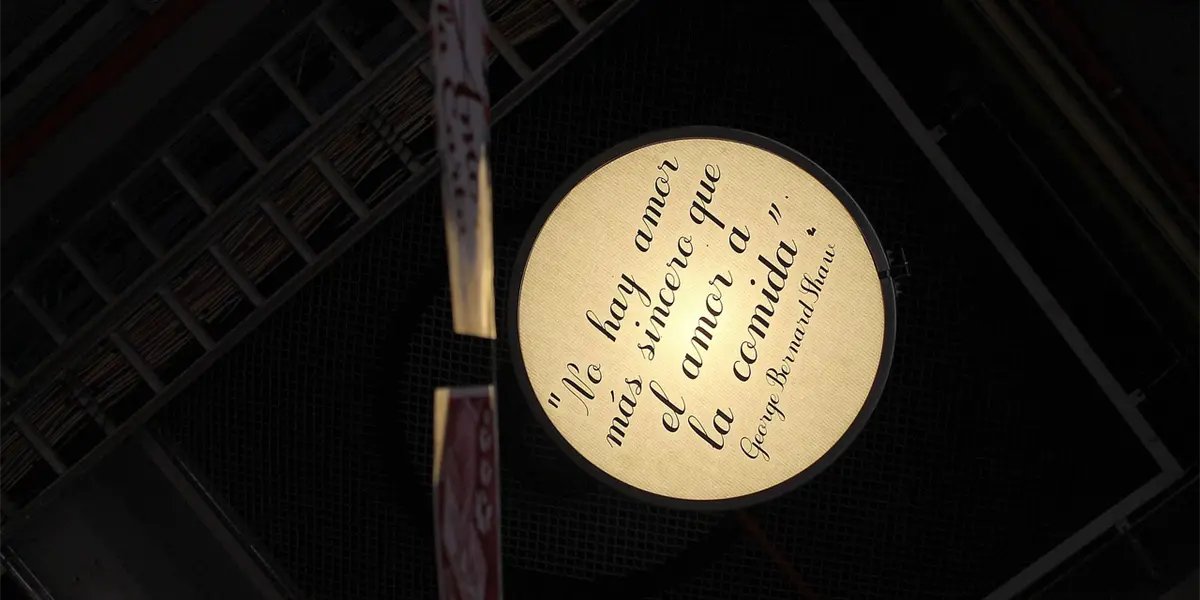 "No hay amor
más sincero que
el amor a
la comida".
George Bernard Shaw